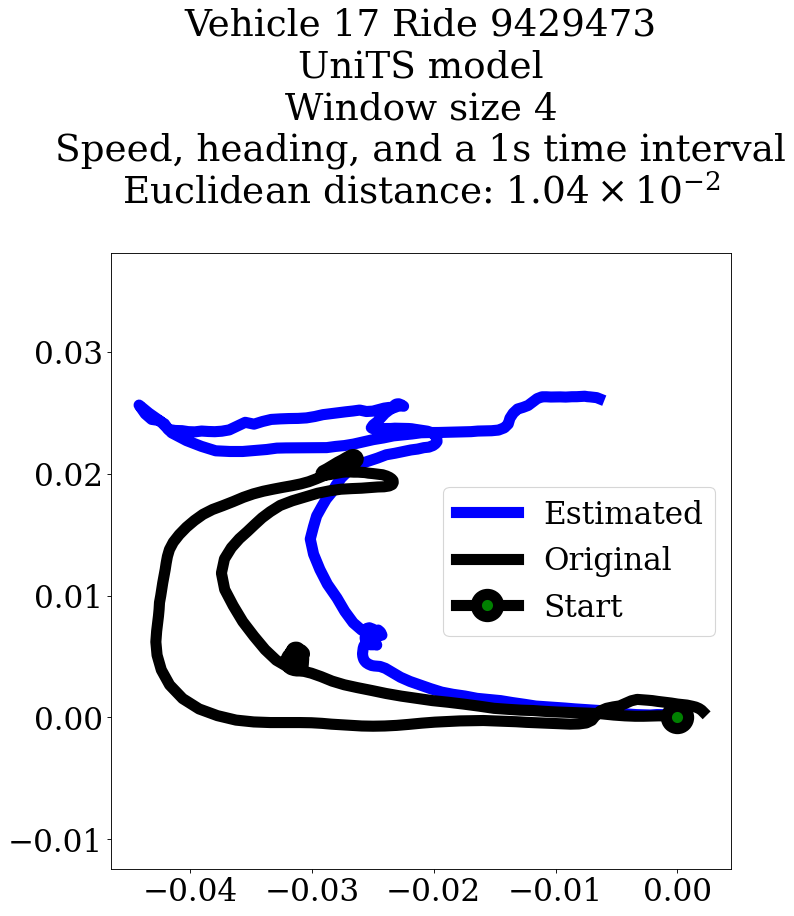 Vehicle 17 Ride 9429473
UniTS model
Window size 4
Speed, heading, and a 1s time interval
Euclidean distance: 1.04 × 10⁻²
0.03
0.02
0.01
0.00
−0.01
Estimated
Original
Start
−0.04 −0.03 −0.02 −0.01 0.00